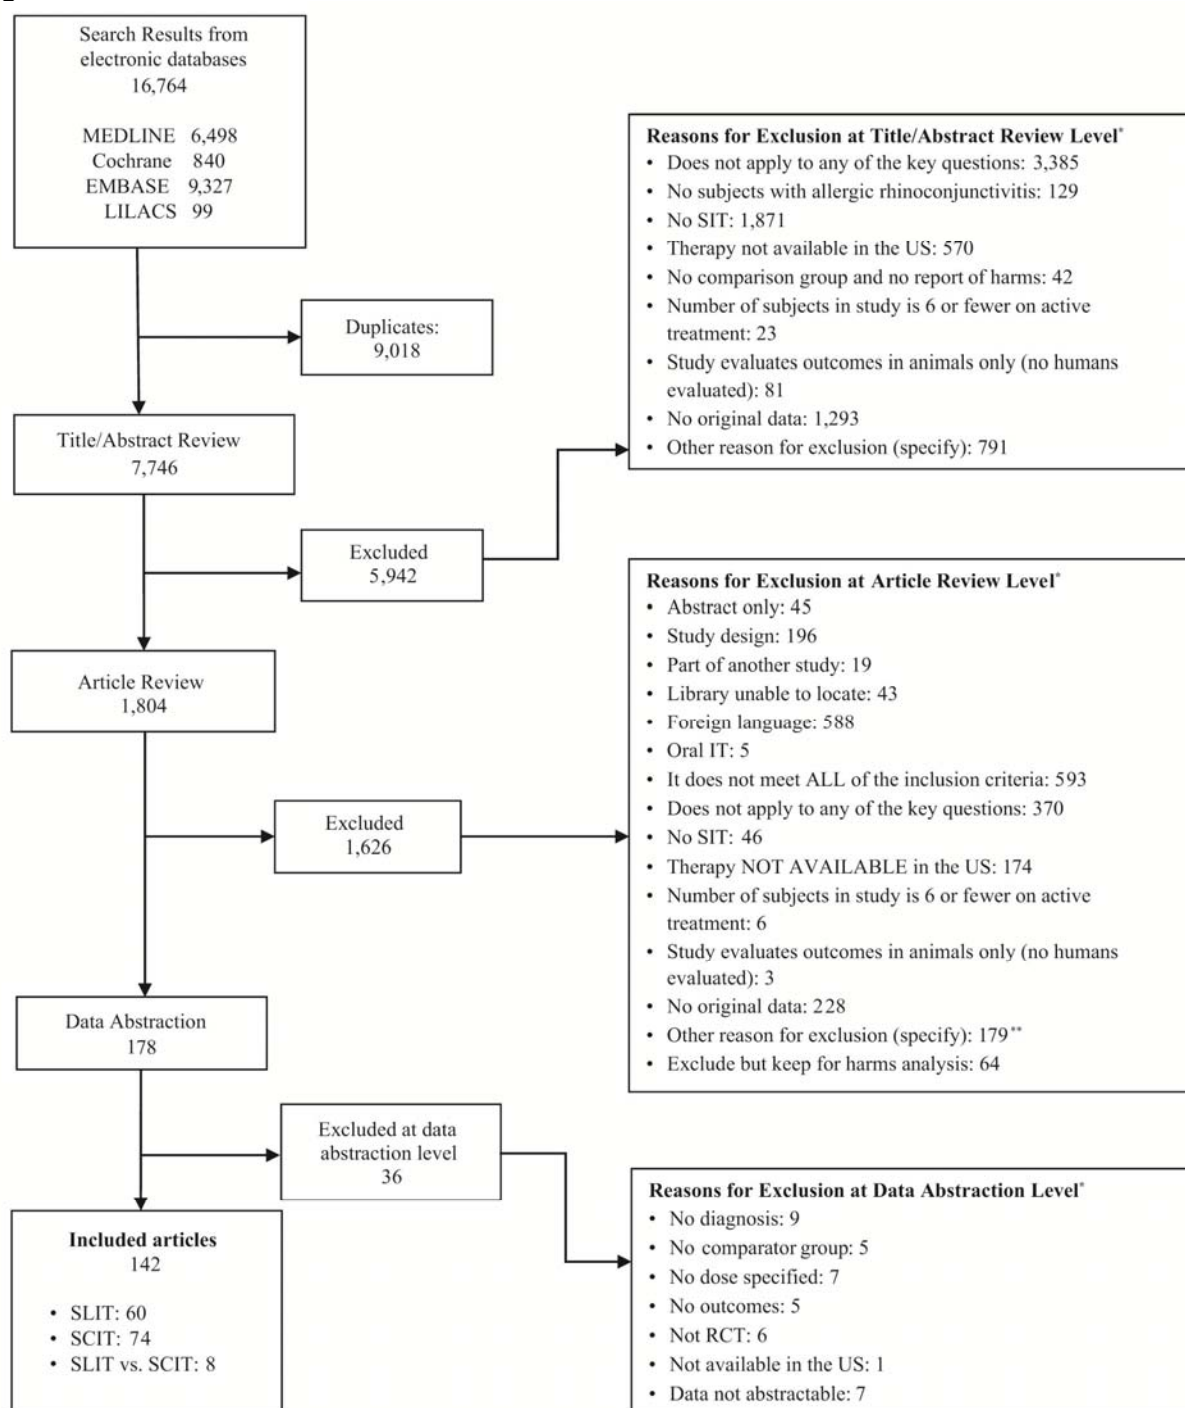 Search Results from
electronic databases
16,764
MEDLINE 6,498
Cochrane 840
EMBASE 9,327
LILACS 99
Duplicates:
9,018
Title/Abstract Review
7,746
Excluded
5,942
Reasons for Exclusion at Title/Abstract Review Level*
• Does not apply to any of the key questions: 3,385
• No subjects with allergic rhinoconjunctivitis: 129
• No SIT: 1,871
• Therapy not available in the US: 570
• No comparison group and no report of harms: 42
• Number of subjects in study is 6 or fewer on active
treatment: 23
• Study evaluates outcomes in animals only (no humans
evaluated): 81
• No original data: 1,293
• Other reason for exclusion (specify): 791
Article Review
1,804
Excluded
1,626
Reasons for Exclusion at Article Review Level*
• Abstract only: 45
• Study design: 196
• Part of another study: 19
• Library unable to locate: 43
• Foreign language: 588
• Oral IT: 5
• It does not meet ALL of the inclusion criteria: 593
• Does not apply to any of the key questions: 370
• No SIT: 46
• Therapy NOT AVAILABLE in the US: 174
• Number of subjects in study is 6 or fewer on active
treatment: 6
• Study evaluates outcomes in animals only (no humans
evaluated): 3
• No original data: 228
• Other reason for exclusion (specify): 179**
• Exclude but keep for harms analysis: 64
Data Abstraction
178
Excluded at data
abstraction level
36
Reasons for Exclusion at Data Abstraction Level*
• No diagnosis: 9
• No comparator group: 5
• No dose specified: 7
• No outcomes: 5
• Not RCT: 6
• Not available in the US: 1
• Data not abstractable: 7
Included articles
142
• SLIT: 60
• SCIT: 74
• SLIT vs. SCIT: 8